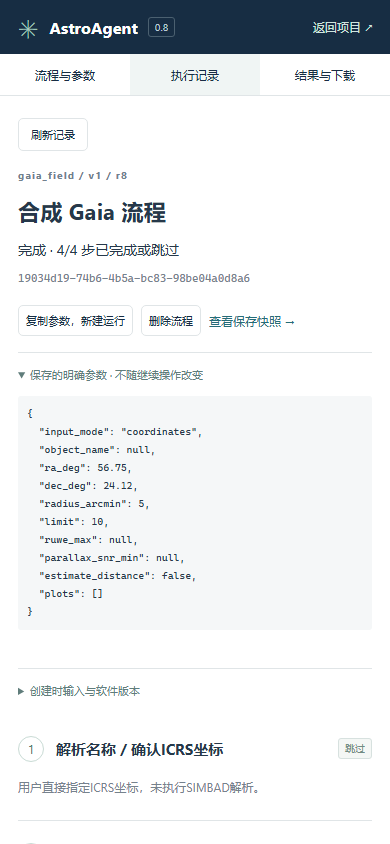 AstroAgent 0.8 返回项目 ↗
流程与参数 执行记录 结果与下载
刷新记录
gaia_field / v1 / r8
合成 Gaia 流程
完成 · 4/4 步已完成或跳过
19034d19-74b6-4b5a-bc83-98be04a0d8a6
复制参数，新建运行 删除流程 查看保存快照 →
▼ 保存的明确参数 · 不随继续操作改变
{
  "input_mode": "coordinates",
  "object_name": null,
  "ra_deg": 56.75,
  "dec_deg": 24.12,
  "radius_arcmin": 5,
  "limit": 10,
  "ruwe_max": null,
  "parallax_snr_min": null,
  "estimate_distance": false,
  "plots": []
}
▶ 创建时输入与软件版本
1 解析名称 / 确认ICRS坐标 跳过
用户直接指定ICRS坐标，未执行SIMBAD解析。